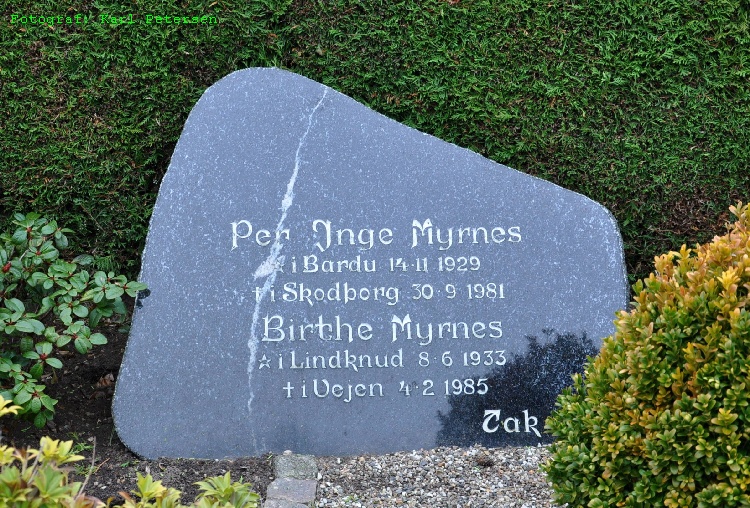 Fotograf: Karl Petersen
Per Inge Myrnes
☆ i Bardu 14·11 1929
† i Skodborg 30·9 1981
Birthe Myrnes
☆ i Lindknud 8·6 1933
† i Vejen 4·2 1985
Tak